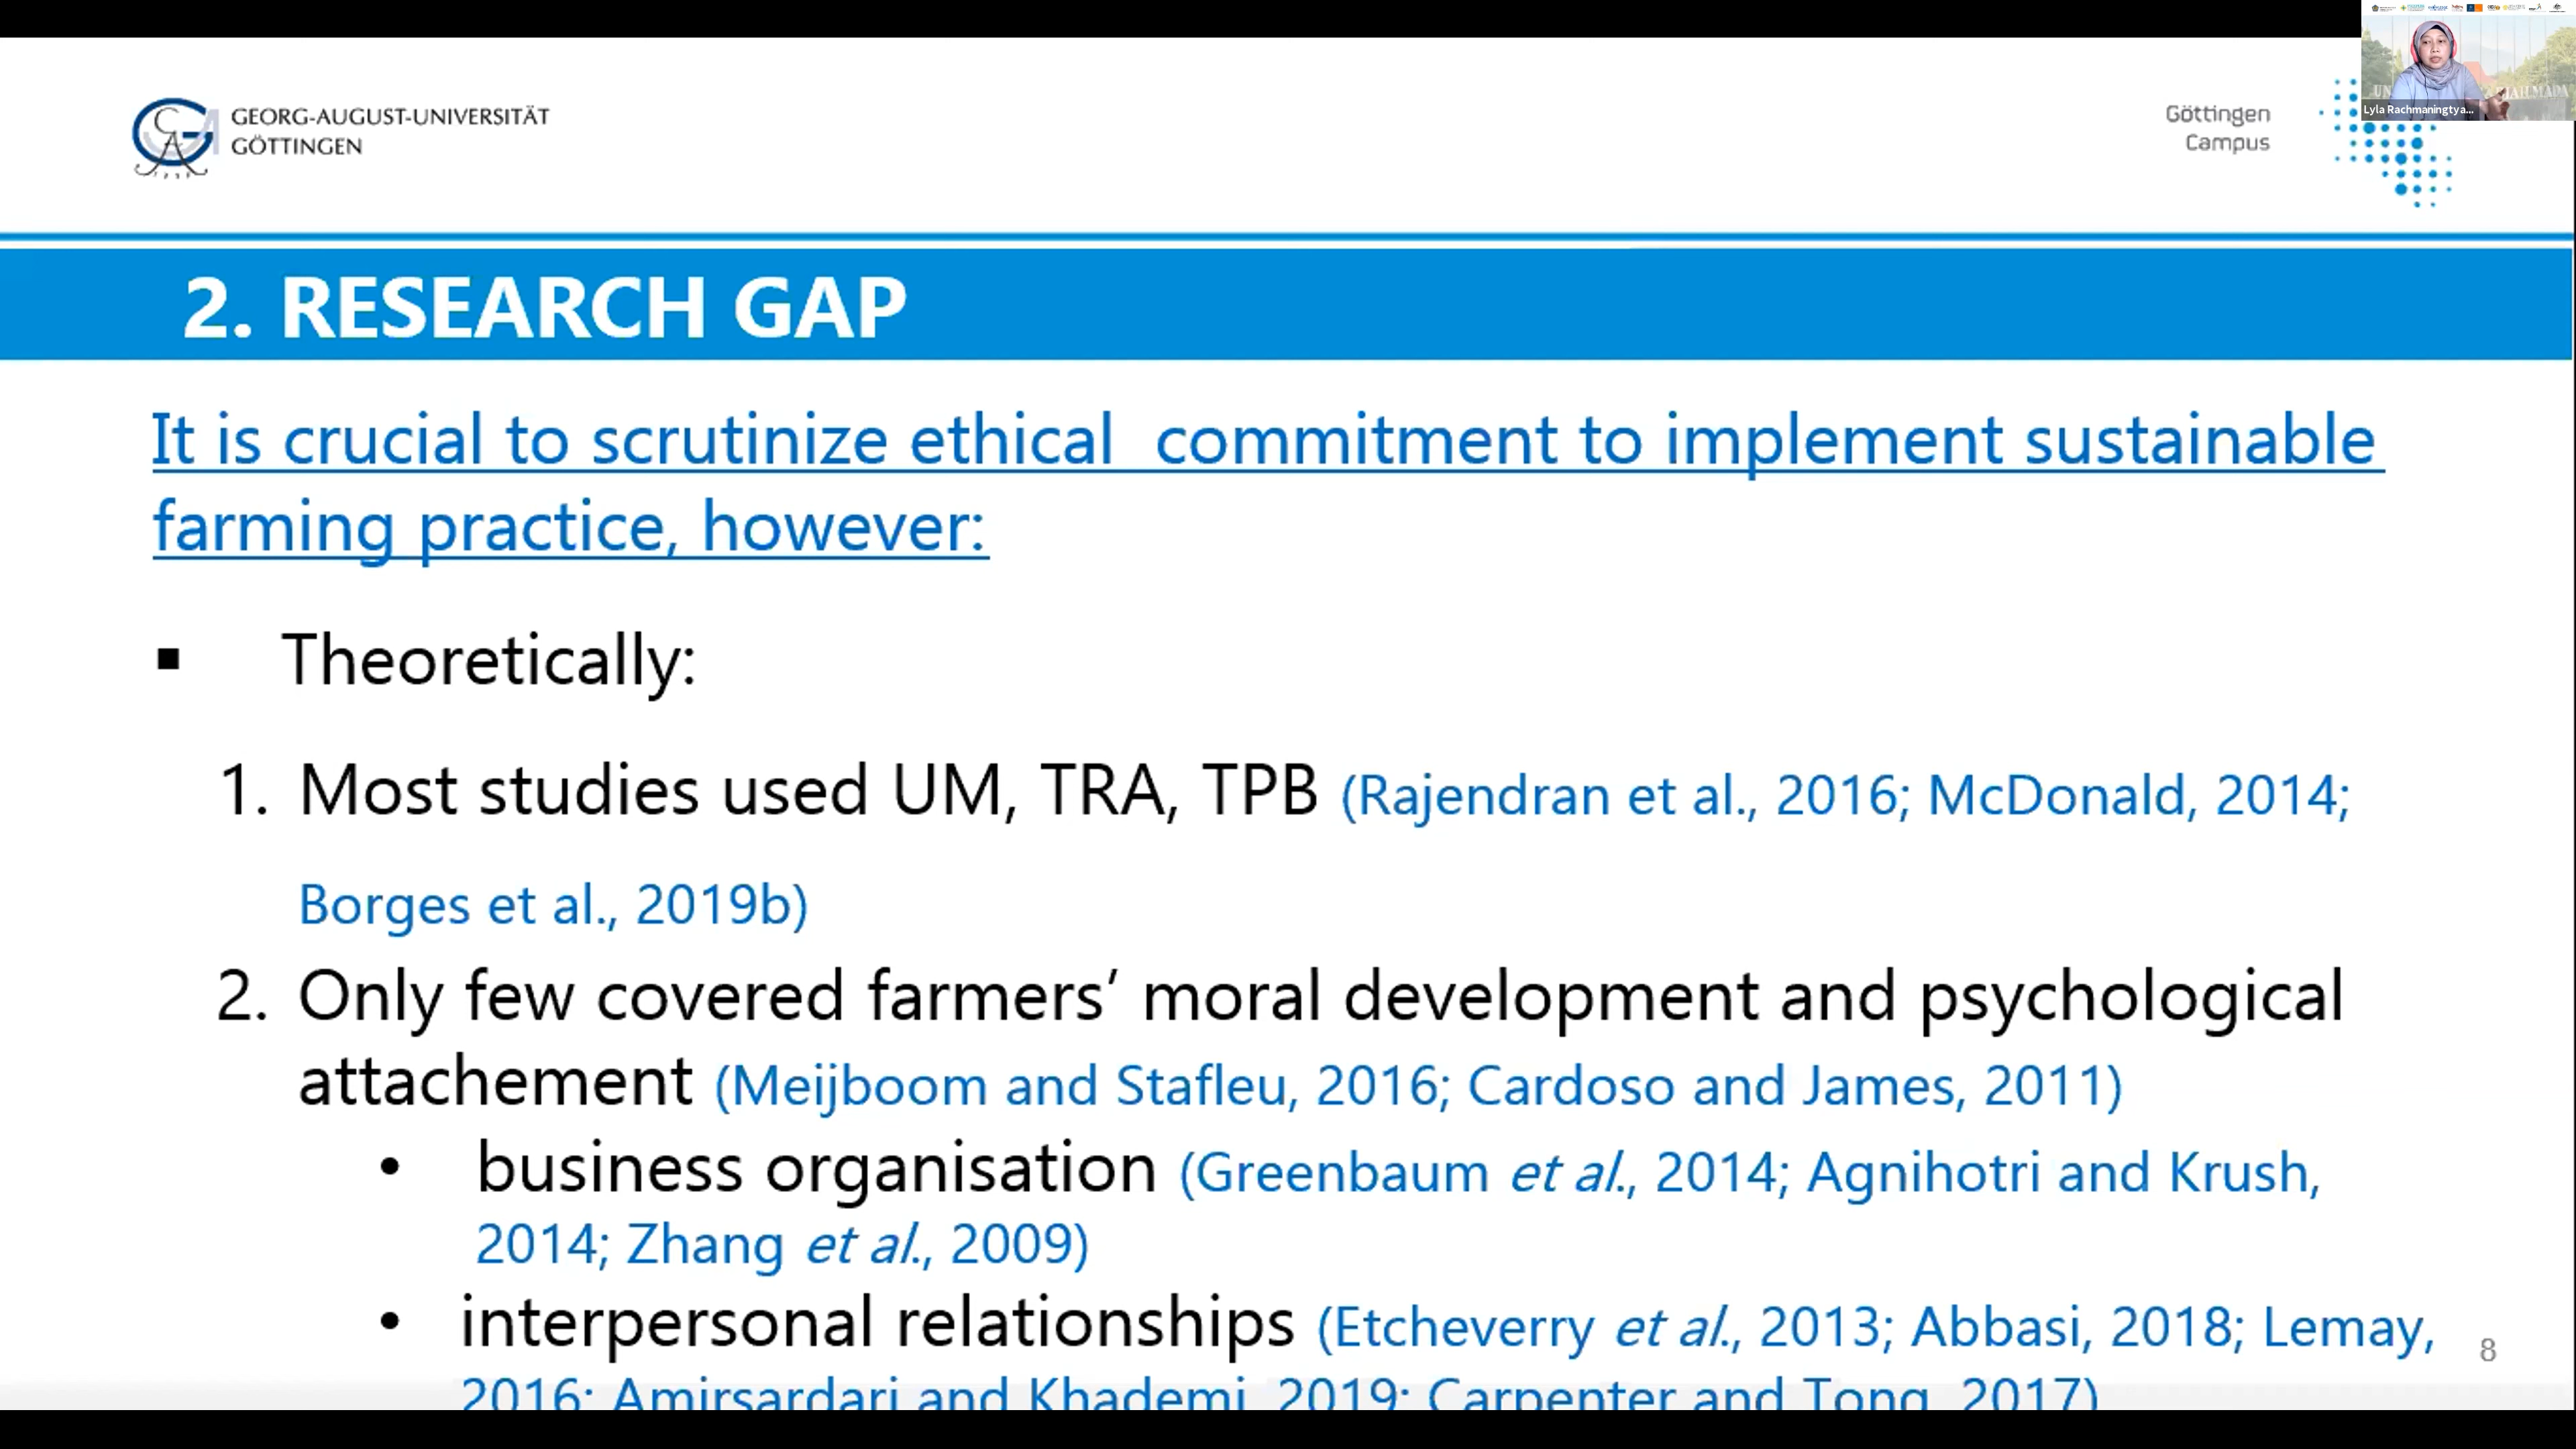 Lyla Rachmaningtya...
GEORG-AUGUST-UNIVERSITÄT
GÖTTINGEN
Göttingen
Campus
2. RESEARCH GAP
It is crucial to scrutinize ethical commitment to implement sustainable
farming practice, however:
▪ Theoretically:
1. Most studies used UM, TRA, TPB (Rajendran et al., 2016; McDonald, 2014;
Borges et al., 2019b)
2. Only few covered farmers’ moral development and psychological
attachement (Meijboom and Stafleu, 2016; Cardoso and James, 2011)
• business organisation (Greenbaum et al., 2014; Agnihotri and Krush,
2014; Zhang et al., 2009)
• interpersonal relationships (Etcheverry et al., 2013; Abbasi, 2018; Lemay,
2016; Amirsardari and Khademi, 2019; Carpenter and Tong, 2017)
8